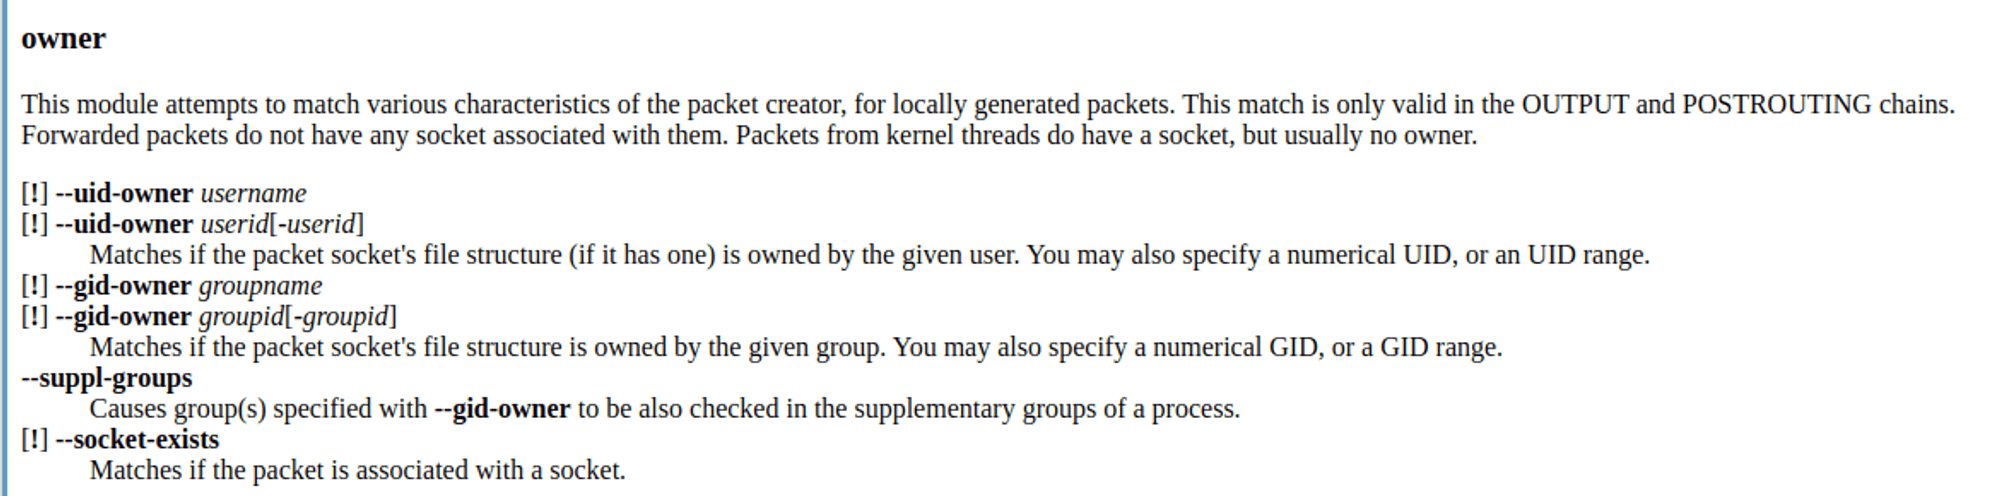 owner
This module attempts to match various characteristics of the packet creator, for locally generated packets. This match is only valid in the OUTPUT and POSTROUTING chains.
Forwarded packets do not have any socket associated with them. Packets from kernel threads do have a socket, but usually no owner.
[!] --uid-owner username
[!] --uid-owner userid[-userid]
Matches if the packet socket's file structure (if it has one) is owned by the given user. You may also specify a numerical UID, or an UID range.
[!] --gid-owner groupname
[!] --gid-owner groupid[-groupid]
Matches if the packet socket's file structure is owned by the given group. You may also specify a numerical GID, or a GID range.
--suppl-groups
Causes group(s) specified with --gid-owner to be also checked in the supplementary groups of a process.
[!] --socket-exists
Matches if the packet is associated with a socket.